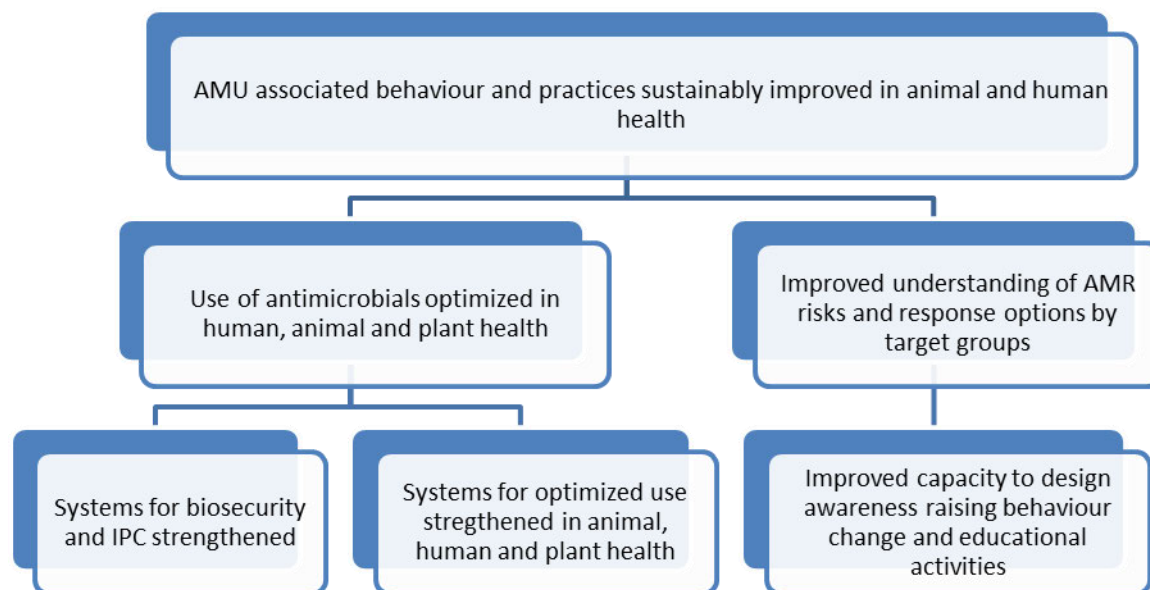 AMU associated behaviour and practices sustainably improved in animal and human
health
Use of antimicrobials optimized in
human, animal and plant health
Improved understanding of AMR
risks and response options by
target groups
Systems for biosecurity
and IPC strengthened
Systems for optimized use
stregthened in animal,
human and plant health
Improved capacity to design
awareness raising behaviour
change and educational
activities